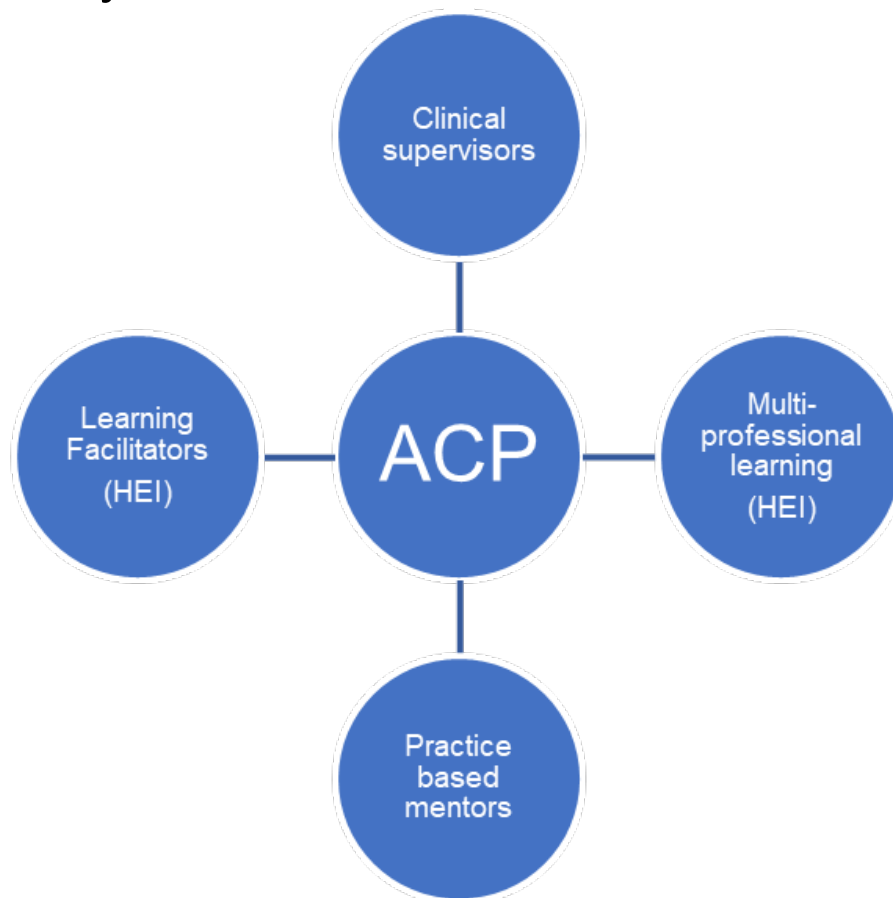 Clinical
supervisors
Learning
Facilitators
(HEI)
ACP
Multi-
professional
learning
(HEI)
Practice
based
mentors